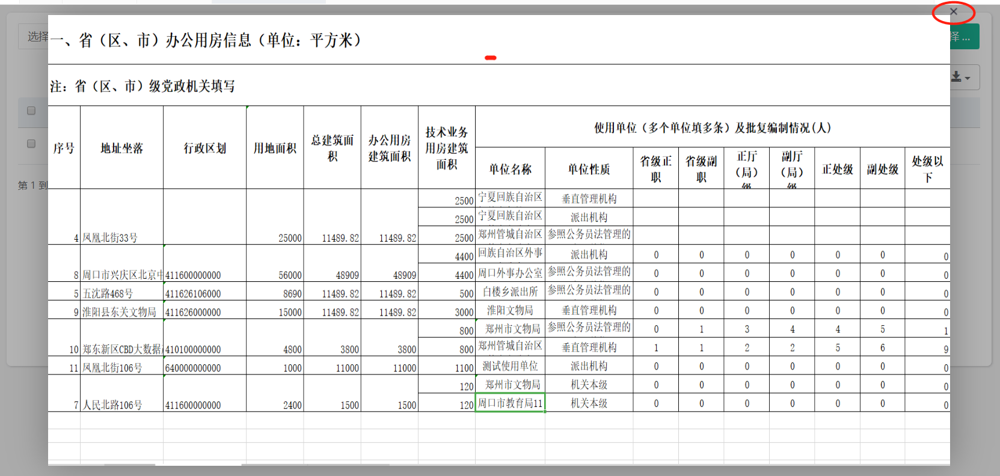 选择
择 ...
第 1 到
一、省（区、市）办公用房信息（单位：平方米）
注：省（区、市）级党政机关填写
序号 地址坐落 行政区划 用地面积 总建筑面积 办公用房建筑面积 技术业务用房建筑面积 使用单位（多个单位填多条）及批复编制情况(人)
单位名称 单位性质 省级正职 省级副职 正厅（局）级 副厅（局）级 正处级 副处级 处级以下
2500 宁夏回族自治区 垂直管理机构
2500 宁夏回族自治区 派出机构
4 凤凰北街33号 25000 11489.82 11489.82 2500 郑州管城自治区 参照公务员法管理的
4400 回族自治区外事 派出机构 0 0 0 0 0 0 0
8 周口市兴庆区北京中 411600000000 56000 48909 48909 4400 周口外事办公室 参照公务员法管理的 0 0 0 0 0 0 0
5 五沈路468号 411626106000 8690 11489.82 11489.82 500 白楼乡派出所 参照公务员法管理的 0 0 0 0 0 0 0
9 淮阳县东关文物局 411626000000 15000 11489.82 11489.82 3000 淮阳文物局 垂直管理机构 0 0 0 0 0 0 0
800 郑州市文物局 参照公务员法管理的 0 1 3 4 4 5 1
10 郑东新区CBD大数据 410100000000 4800 3800 3800 800 郑州管城自治区 垂直管理机构 1 1 2 2 5 6 9
11 凤凰北街106号 640000000000 1000 11000 11000 1100 测试使用单位 派出机构 0 0 0 0 0 0 0
120 郑州市文物局 机关本级 0 0 0 0 0 0 0
7 人民北路106号 411600000000 2400 1500 1500 120 周口市教育局11 机关本级 0 0 0 0 0 0 0